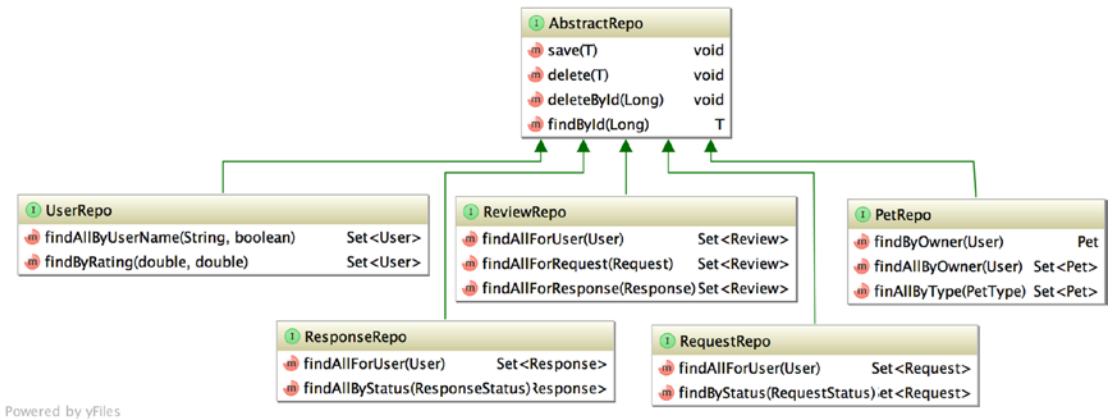 AbstractRepo
save(T) void
delete(T) void
deleteById(Long) void
findById(Long) T
UserRepo
findAllByUserName(String, boolean) Set<User>
findByRating(double, double) Set<User>
ReviewRepo
findAllForUser(User) Set<Review>
findAllForRequest(Request) Set<Review>
findAllForResponse(Response) Set<Review>
PetRepo
findByOwner(User) Pet
findAllByOwner(User) Set<Pet>
finAllByType(PetType) Set<Pet>
ResponseRepo
findAllForUser(User) Set<Response>
findAllByStatus(ResponseStatus) Response>
RequestRepo
findAllForUser(User) Set<Request>
findByStatus(RequestStatus) et<Request>
Powered by yFiles